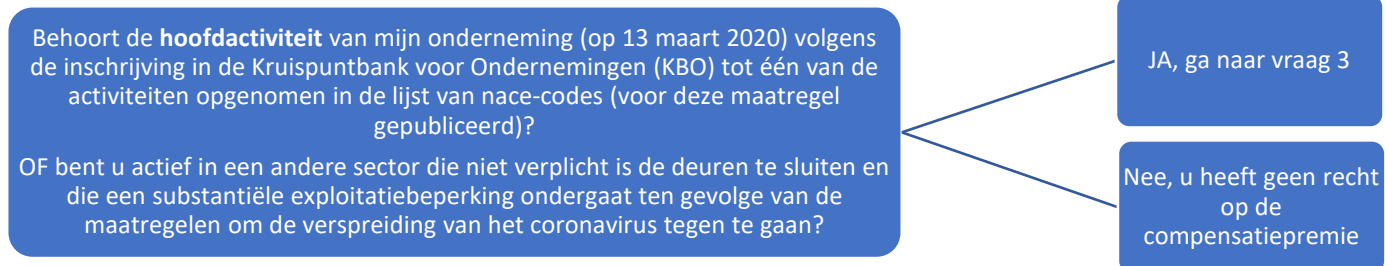 Behoort de hoofdactiviteit van mijn onderneming (op 13 maart 2020) volgens
de inschrijving in de Kruispuntbank voor Ondernemingen (KBO) tot één van de
activiteiten opgenomen in de lijst van nace-codes (voor deze maatregel
gepubliceerd)?
OF bent u actief in een andere sector die niet verplicht is de deuren te sluiten en
die een substantiële exploitatiebeperking ondergaat ten gevolge van de
maatregelen om de verspreiding van het coronavirus tegen te gaan?
JA, ga naar vraag 3
Nee, u heeft geen recht
op de
compensatiepremie